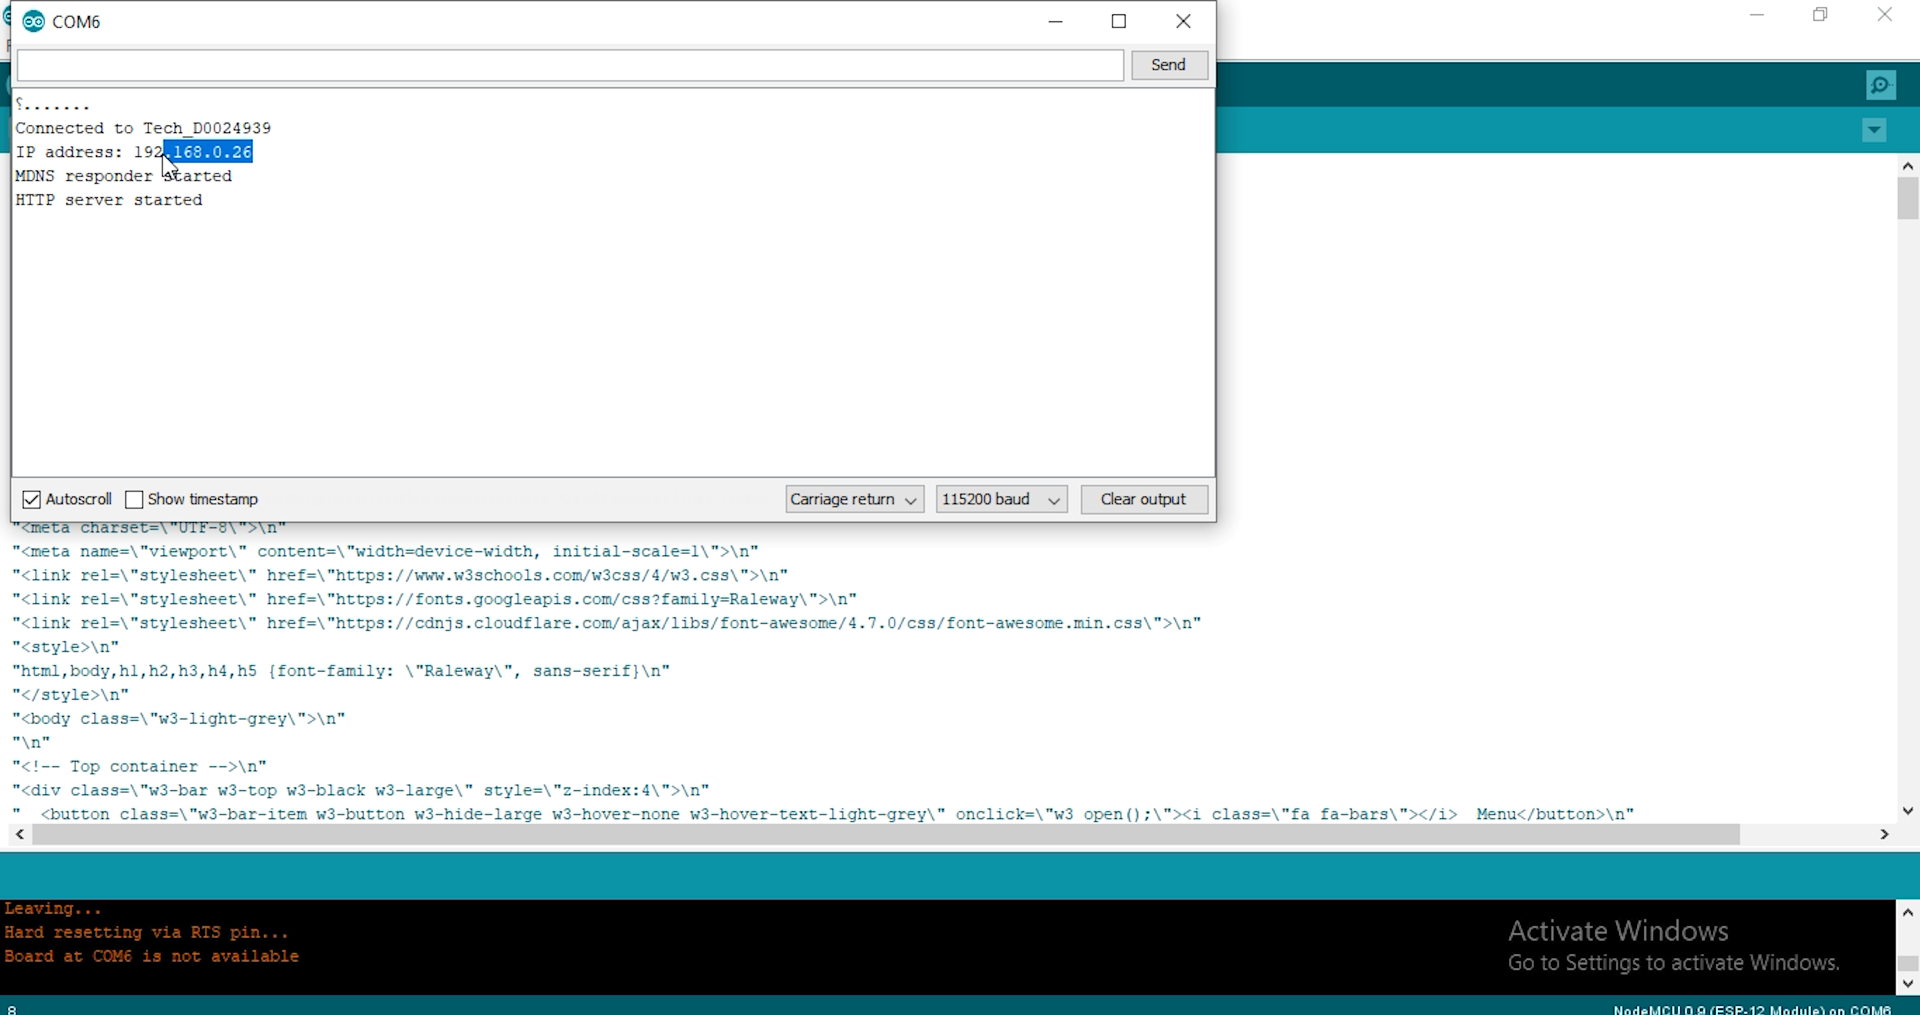 COM6
Send
.......
Connected to Tech_D0024939
IP address: 192.168.0.26
MDNS responder started
HTTP server started
Autoscroll
Show timestamp
Carriage return
115200 baud
Clear output
"<meta charset=\"UTF-8\">\n"
"<meta name=\"viewport\" content=\"width=device-width, initial-scale=1\">\n"
"<link rel=\"stylesheet\" href=\"https://www.w3schools.com/w3css/4/w3.css\">\n"
"<link rel=\"stylesheet\" href=\"https://fonts.googleapis.com/css?family=Raleway\">\n"
"<link rel=\"stylesheet\" href=\"https://cdnjs.cloudflare.com/ajax/libs/font-awesome/4.7.0/css/font-awesome.min.css\">\n"
"<style>\n"
"html,body,h1,h2,h3,h4,h5 {font-family: \"Raleway\", sans-serif}\n"
"</style>\n"
"<body class=\"w3-light-grey\">\n"
"\n"
"<!-- Top container -->\n"
"<div class=\"w3-bar w3-top w3-black w3-large\" style=\"z-index:4\">\n"
"  <button class=\"w3-bar-item w3-button w3-hide-large w3-hover-none w3-hover-text-light-grey\" onclick=\"w3_open();\"><i class=\"fa fa-bars\"></i>  Menu</button>\n"
Leaving...
Hard resetting via RTS pin...
Board at COM6 is not available
Activate Windows
Go to Settings to activate Windows.
8
NodeMCU 0.9 (ESP-12 Module) on COM6